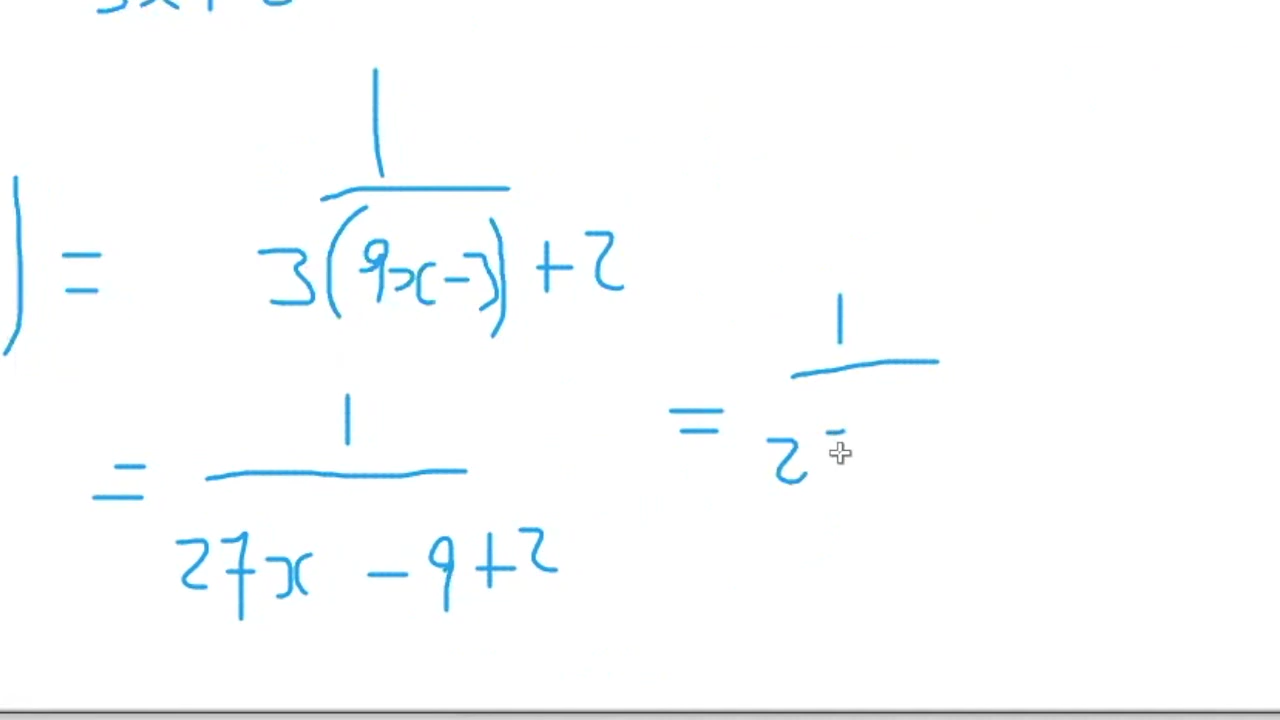 ) = 1/(3(9x-3)+2)
= 1/(27x - 9+2) = 1/(2